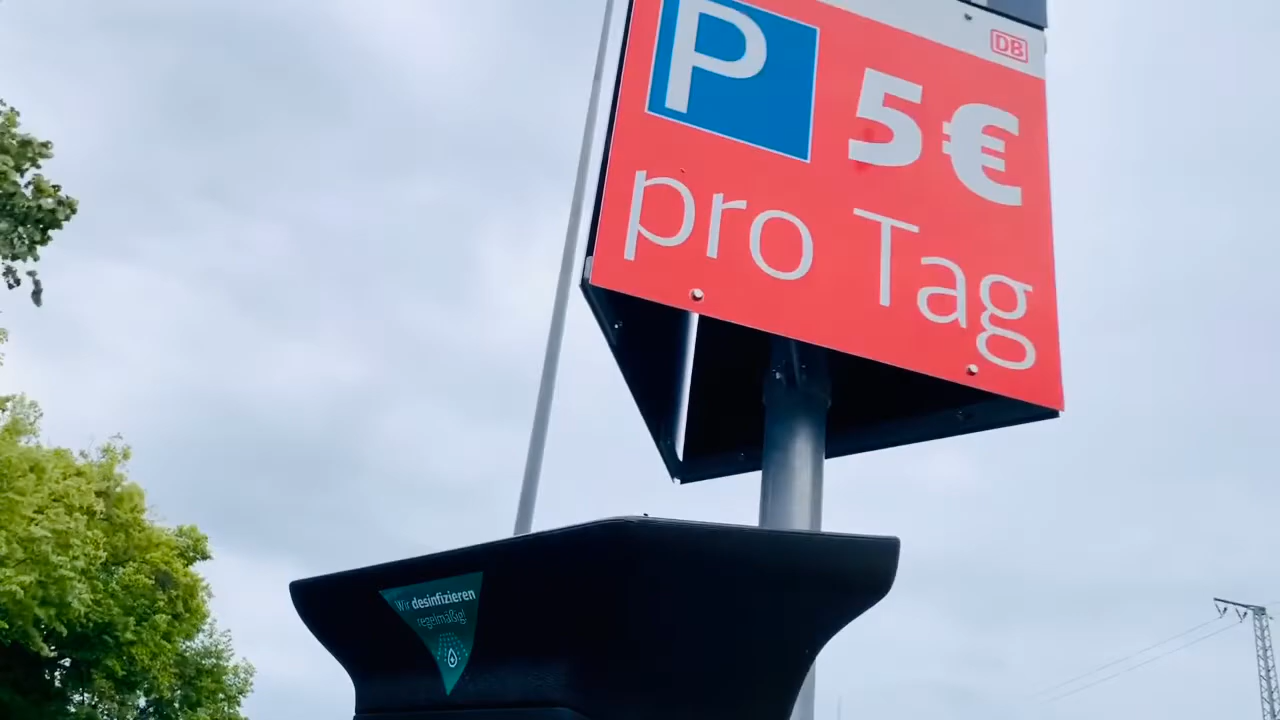 DB
P 5€
pro Tag
Wir desinfizieren
regelmäßig!